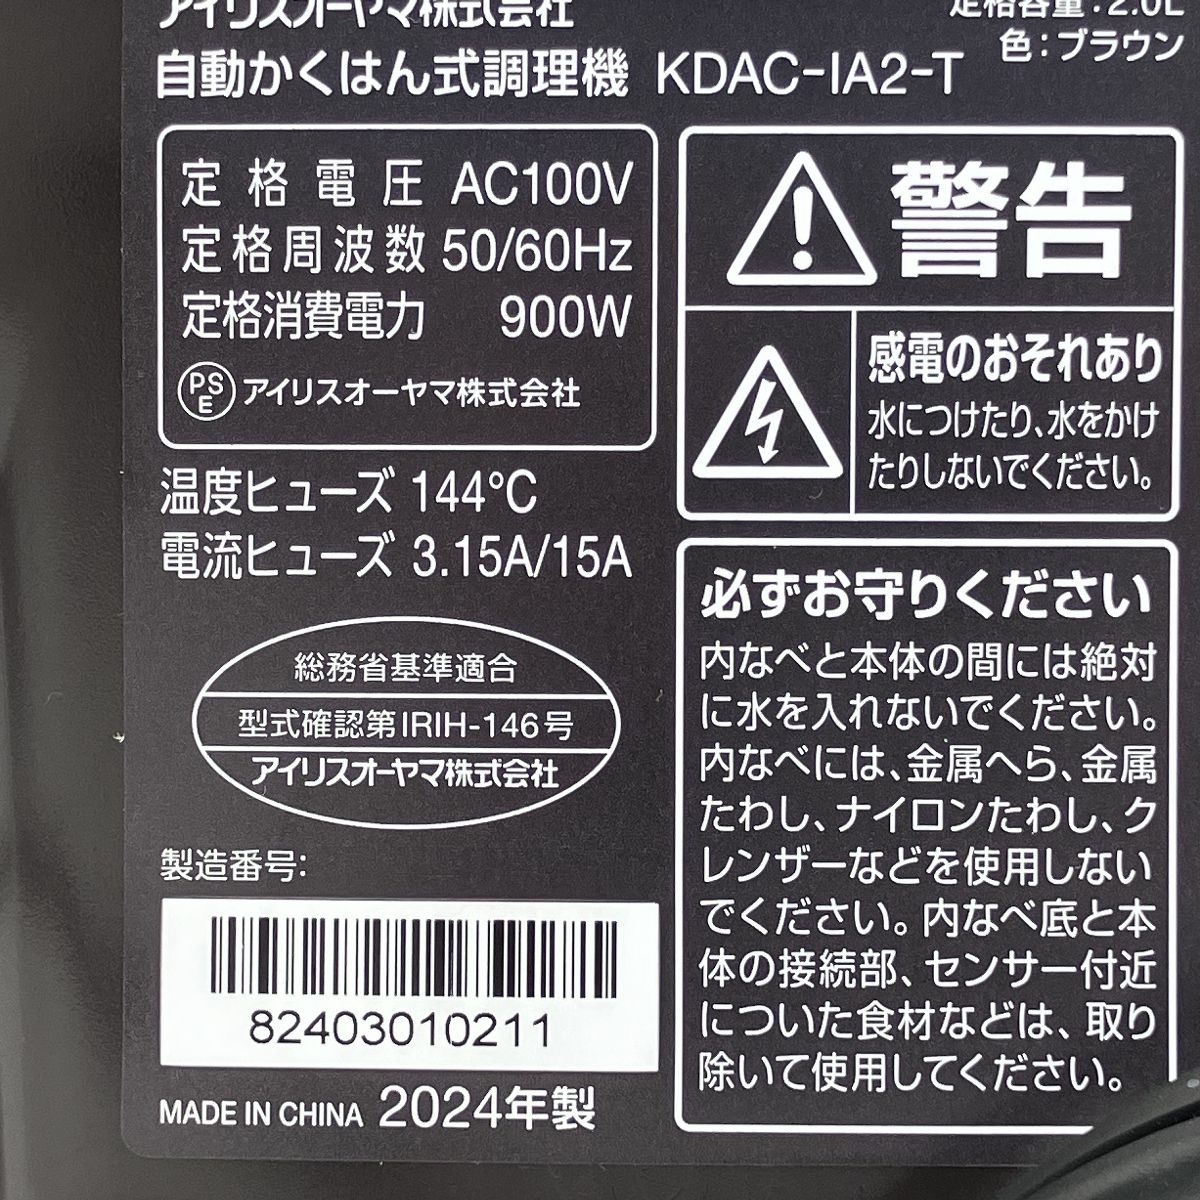 アイリスオーヤマ株式会社
定格容量:2.0L
自動かくはん式調理機 KDAC-IA2-T
色:ブラウン
定格電圧 AC100V
定格周波数 50/60Hz
定格消費電力 900W
PSE アイリスオーヤマ株式会社
温度ヒューズ 144℃
電流ヒューズ 3.15A/15A
総務省基準適合
型式確認第IRIH-146号
アイリスオーヤマ株式会社
製造番号:
82403010211
MADE IN CHINA 2024年製
警告
感電のおそれあり
水につけたり、水をかけ
たりしないでください。
必ずお守りください
内なべと本体の間には絶対
に水を入れないでください。
内なべには、金属へら、金属
たわし、ナイロンたわし、ク
レンザーなどを使用しない
でください。内なべ底と本
体の接続部、センサー付近
についた食材などは、取り
除いて使用してください。